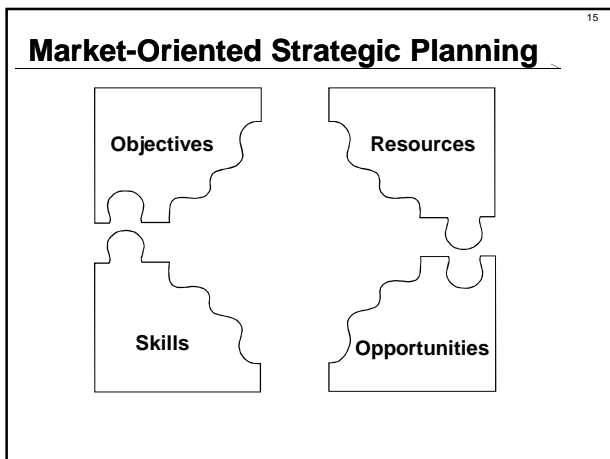 15
Market-Oriented Strategic Planning
Objectives
Resources
Skills
Opportunities